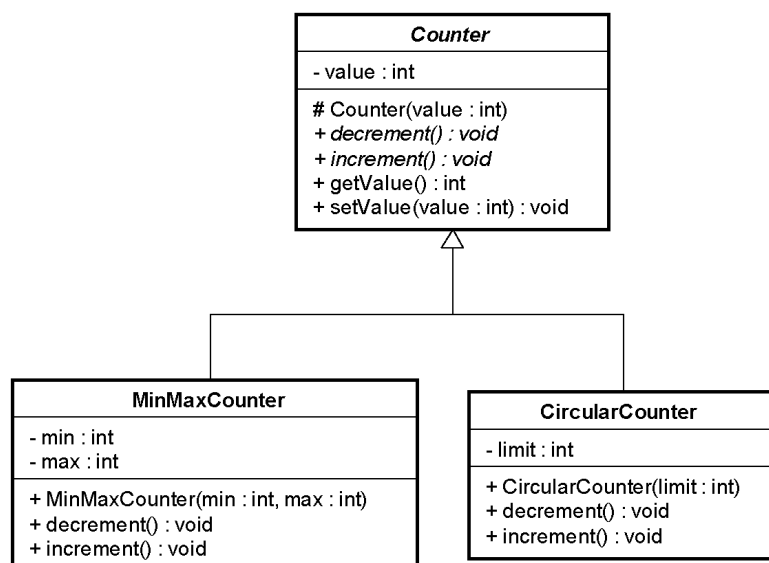 Counter
- value : int
# Counter(value : int)
+ decrement() : void
+ increment() : void
+ getValue() : int
+ setValue(value : int) : void
MinMaxCounter
- min : int
- max : int
+ MinMaxCounter(min : int, max : int)
+ decrement() : void
+ increment() : void
CircularCounter
- limit : int
+ CircularCounter(limit : int)
+ decrement() : void
+ increment() : void